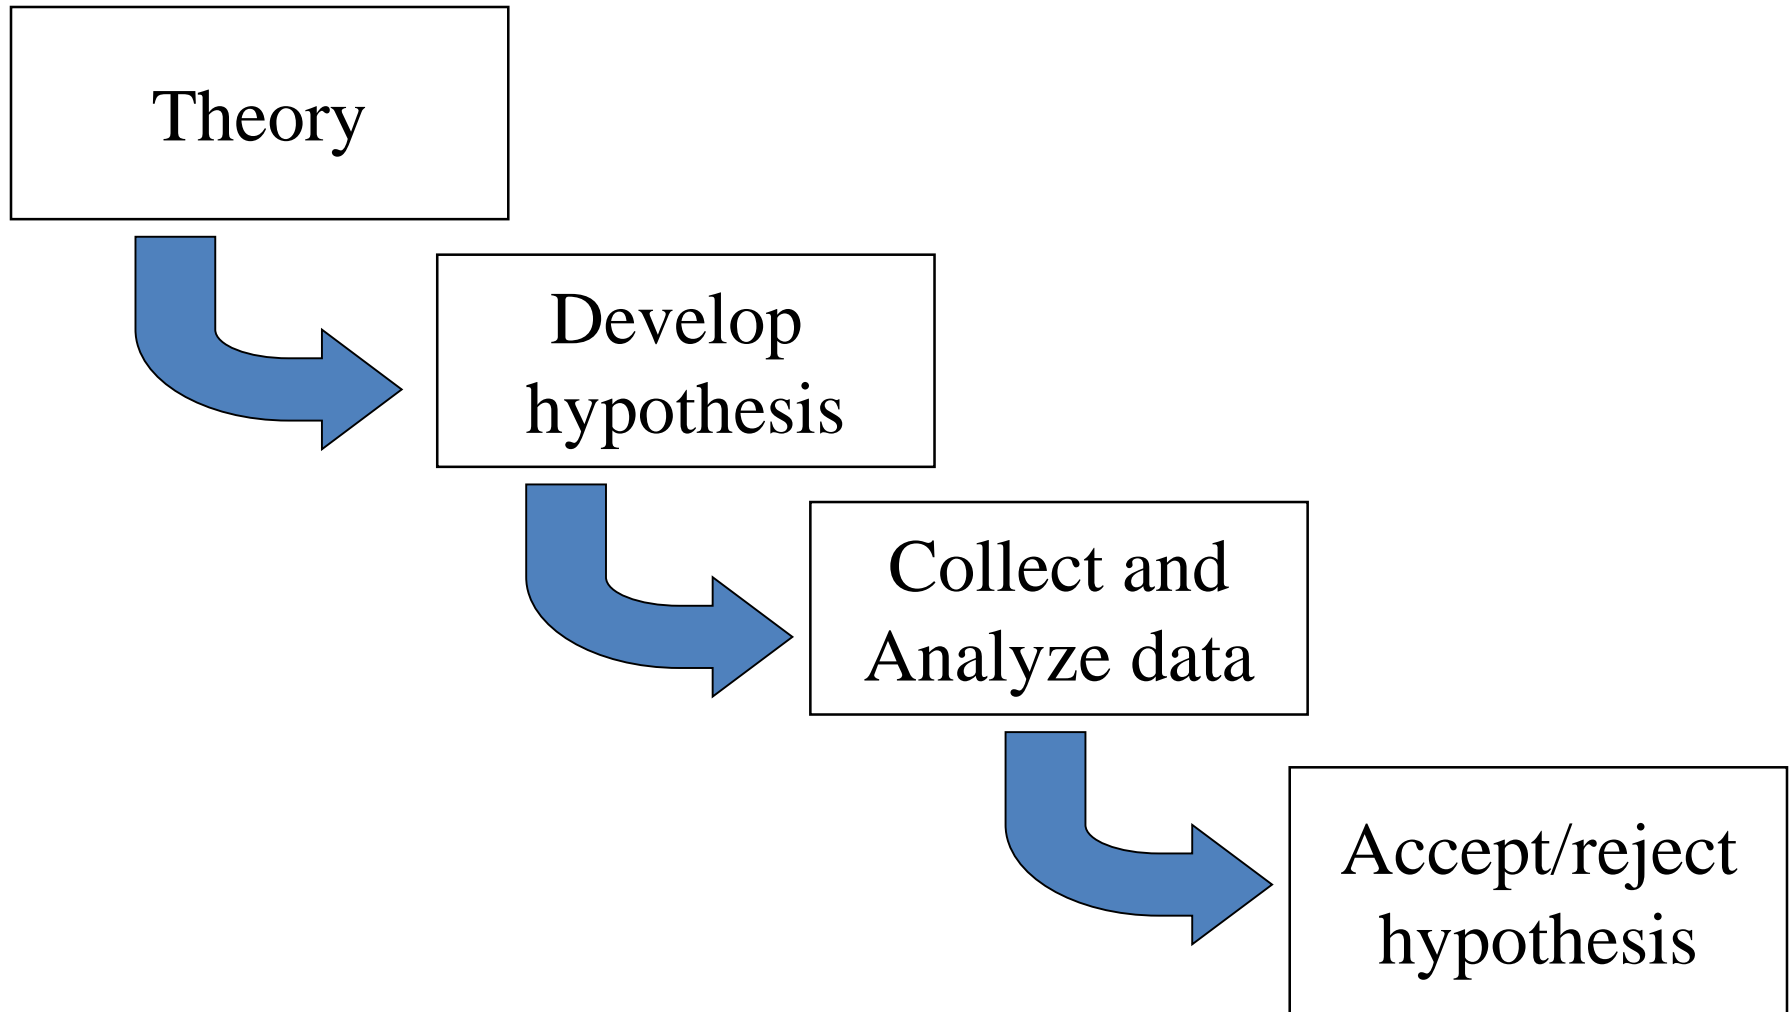 Theory
Develop
hypothesis
Collect and
Analyze data
Accept/reject
hypothesis